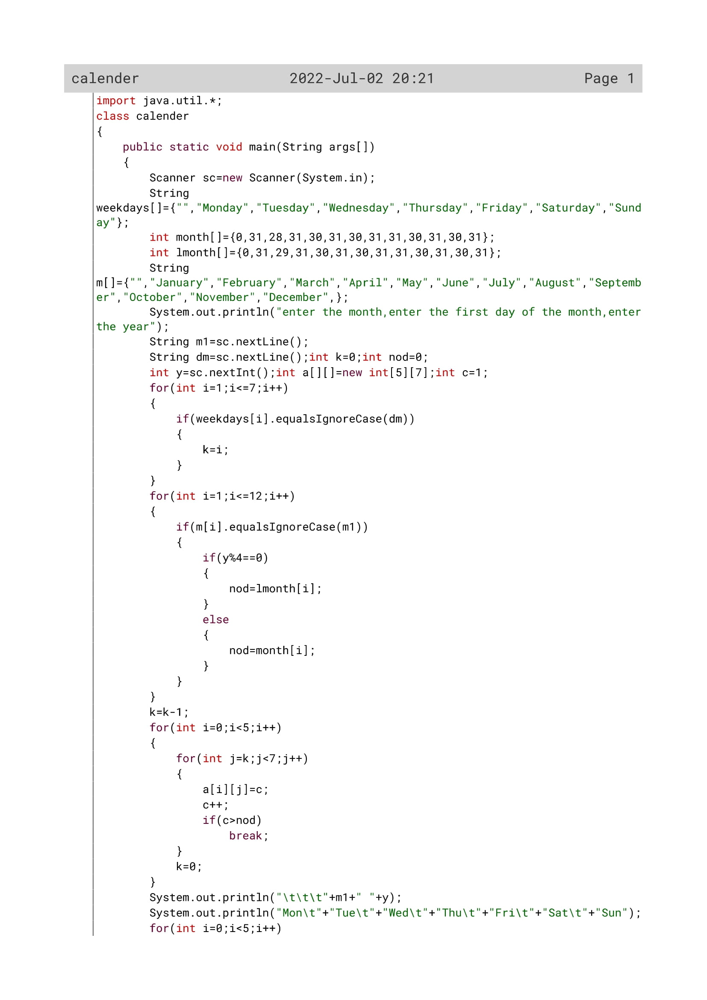 calender 2022-Jul-02 20:21 Page 1
import java.util.*;
class calender
{
    public static void main(String args[])
    {
        Scanner sc=new Scanner(System.in);
        String
weekdays[]={"","Monday","Tuesday","Wednesday","Thursday","Friday","Saturday","Sund
ay"};
        int month[]={0,31,28,31,30,31,30,31,31,30,31,30,31};
        int lmonth[]={0,31,29,31,30,31,30,31,31,30,31,30,31};
        String
m[]={"","January","February","March","April","May","June","July","August","Septemb
er","October","November","December",};
        System.out.println("enter the month,enter the first day of the month,enter
the year");
        String m1=sc.nextLine();
        String dm=sc.nextLine();int k=0;int nod=0;
        int y=sc.nextInt();int a[][]=new int[5][7];int c=1;
        for(int i=1;i<=7;i++)
        {
            if(weekdays[i].equalsIgnoreCase(dm))
            {
                k=i;
            }
        }
        for(int i=1;i<=12;i++)
        {
            if(m[i].equalsIgnoreCase(m1))
            {
                if(y%4==0)
                {
                    nod=lmonth[i];
                }
                else
                {
                    nod=month[i];
                }
            }
        }
        k=k-1;
        for(int i=0;i<5;i++)
        {
            for(int j=k;j<7;j++)
            {
                a[i][j]=c;
                c++;
                if(c>nod)
                    break;
            }
            k=0;
        }
        System.out.println("\t\t\t"+m1+" "+y);
        System.out.println("Mon\t"+"Tue\t"+"Wed\t"+"Thu\t"+"Fri\t"+"Sat\t"+"Sun");
        for(int i=0;i<5;i++)